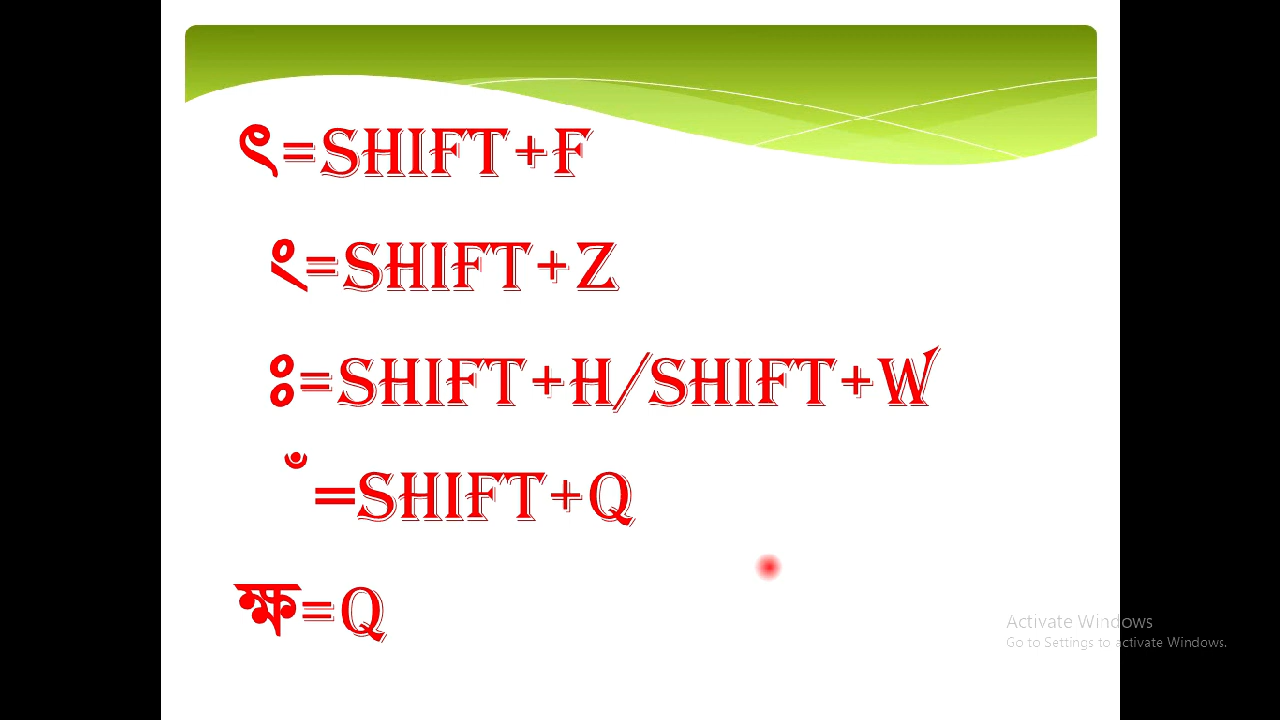 ৎ=SHIFT+F
ং=SHIFT+Z
ঃ=SHIFT+H/SHIFT+W
ঁ=SHIFT+Q
ক্ষ=Q
Activate Windows
Go to Settings to activate Windows.